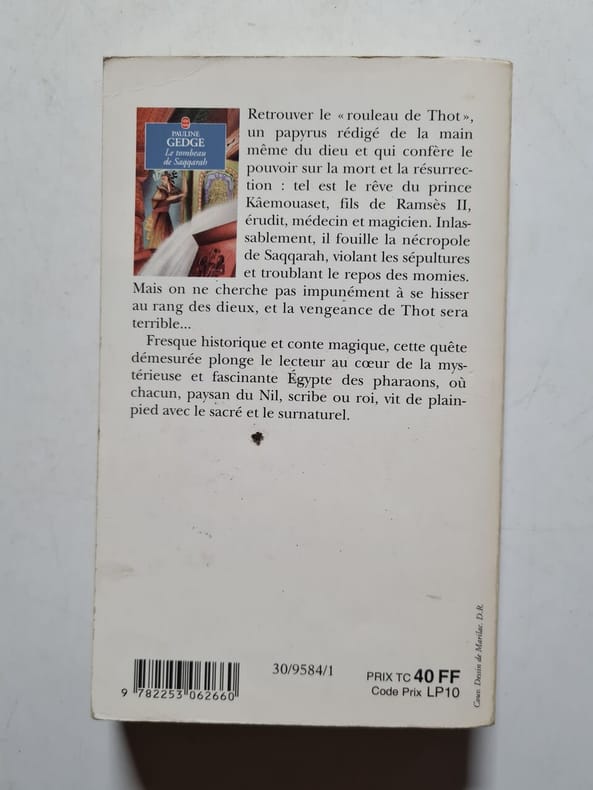 PAULINE
GEDGE
Le tombeau
de Saqqarah
Retrouver le « rouleau de Thot »,
un papyrus rédigé de la main
même du dieu et qui confère le
pouvoir sur la mort et la résurrec-
tion : tel est le rêve du prince
Kâemouaset, fils de Ramsès II,
érudit, médecin et magicien. Inlas-
sablement, il fouille la nécropole
de Saqqarah, violant les sépultures
et troublant le repos des momies.
Mais on ne cherche pas impunément à se hisser
au rang des dieux, et la vengeance de Thot sera
terrible...
Fresque historique et conte magique, cette quête
démesurée plonge le lecteur au cœur de la mys-
térieuse et fascinante Égypte des pharaons, où
chacun, paysan du Nil, scribe ou roi, vit de plain-
pied avec le sacré et le surnaturel.
9 782253 062660
30/9584/1
PRIX TC 40 FF
Code Prix LP10
Couv. Dessin de Marilac. D.R.